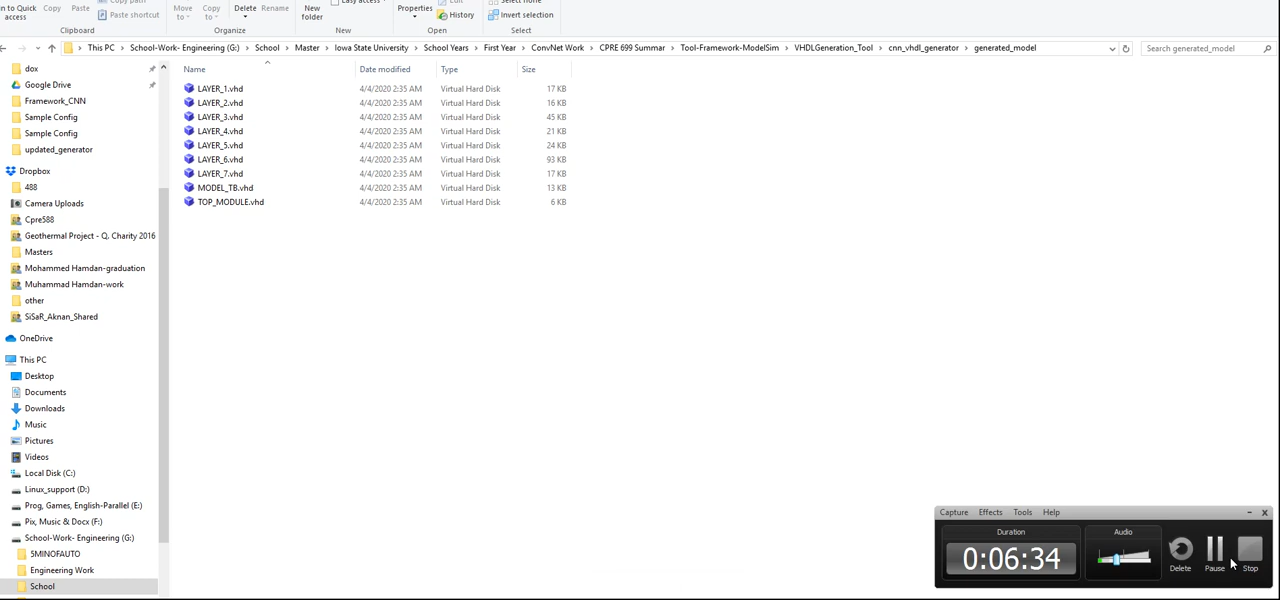 n to Quick access
Copy
Paste
Copy path
Paste shortcut
Move to
Copy to
Delete
Rename
New folder
Easy access
Properties
Edit
History
Select none
Invert selection
Clipboard
Organize
New
Open
Select
This PC > School-Work- Engineering (G:) > School > Master > Iowa State University > School Years > First Year > ConvNet Work > CPRE 699 Summar > Tool-Framework-ModelSim > VHDLGeneration_Tool > cnn_vhdl_generator > generated_model
Search generated_model
Name Date modified Type Size
LAYER_1.vhd 4/4/2020 2:35 AM Virtual Hard Disk 17 KB
LAYER_2.vhd 4/4/2020 2:35 AM Virtual Hard Disk 16 KB
LAYER_3.vhd 4/4/2020 2:35 AM Virtual Hard Disk 45 KB
LAYER_4.vhd 4/4/2020 2:35 AM Virtual Hard Disk 21 KB
LAYER_5.vhd 4/4/2020 2:35 AM Virtual Hard Disk 24 KB
LAYER_6.vhd 4/4/2020 2:35 AM Virtual Hard Disk 93 KB
LAYER_7.vhd 4/4/2020 2:35 AM Virtual Hard Disk 17 KB
MODEL_TB.vhd 4/4/2020 2:35 AM Virtual Hard Disk 13 KB
TOP_MODULE.vhd 4/4/2020 2:35 AM Virtual Hard Disk 6 KB
dox
Google Drive
Framework_CNN
Sample Config
Sample Config
updated_generator
Dropbox
488
Camera Uploads
Cpre588
Geothermal Project - Q. Charity 2016
Masters
Mohammed Hamdan-graduation
Muhammad Hamdan-work
other
SiSaR_Aknan_Shared
OneDrive
This PC
Desktop
Documents
Downloads
Music
Pictures
Videos
Local Disk (C:)
Linux_support (D:)
Prog, Games, English-Parallel (E:)
Pix, Music & Docx (F:)
School-Work- Engineering (G:)
5MINOFAUTO
Engineering Work
School
Capture Effects Tools Help
Duration
0:06:34
Audio
Delete
Pause
Stop